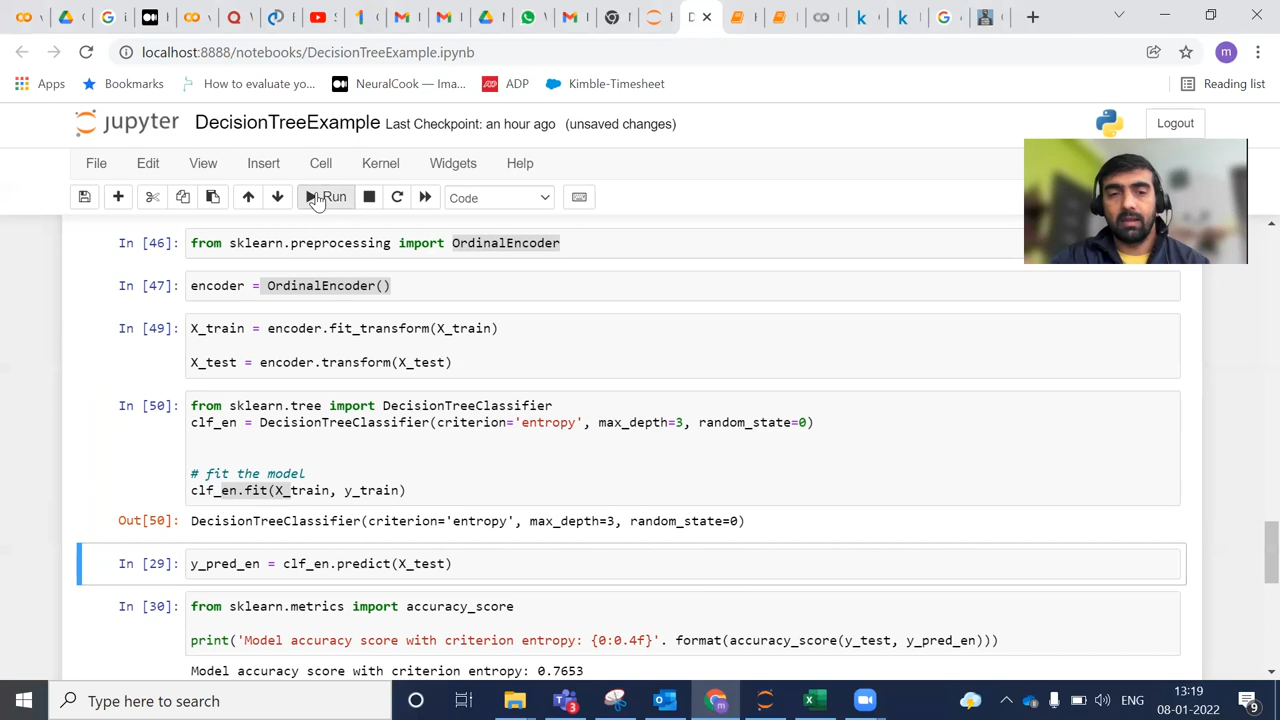 localhost:8888/notebooks/DecisionTreeExample.ipynb
m
Apps
Bookmarks
How to evaluate yo...
NeuralCook — Ima...
ADP
Kimble-Timesheet
Reading list
jupyter DecisionTreeExample Last Checkpoint: an hour ago (unsaved changes)
Logout
File Edit View Insert Cell Kernel Widgets Help
Run
Code
In [46]: from sklearn.preprocessing import OrdinalEncoder
In [47]: encoder = OrdinalEncoder()
In [49]: X_train = encoder.fit_transform(X_train)
X_test = encoder.transform(X_test)
In [50]: from sklearn.tree import DecisionTreeClassifier
clf_en = DecisionTreeClassifier(criterion='entropy', max_depth=3, random_state=0)
# fit the model
clf_en.fit(X_train, y_train)
Out[50]: DecisionTreeClassifier(criterion='entropy', max_depth=3, random_state=0)
In [29]: y_pred_en = clf_en.predict(X_test)
In [30]: from sklearn.metrics import accuracy_score
print('Model accuracy score with criterion entropy: {0:0.4f}'. format(accuracy_score(y_test, y_pred_en)))
Model accuracy score with criterion entropy: 0.7653
Type here to search
ENG
13:19
08-01-2022